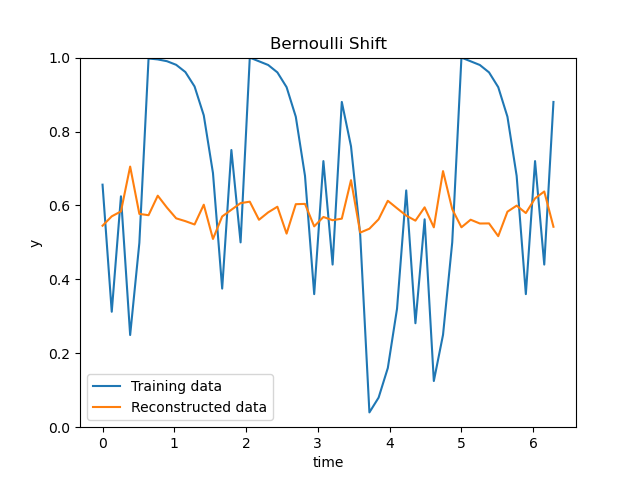 Bernoulli Shift
1.0
0.8
0.6
0.4
0.2
0.0
y
Training data
Reconstructed data
0 1 2 3 4 5 6
time